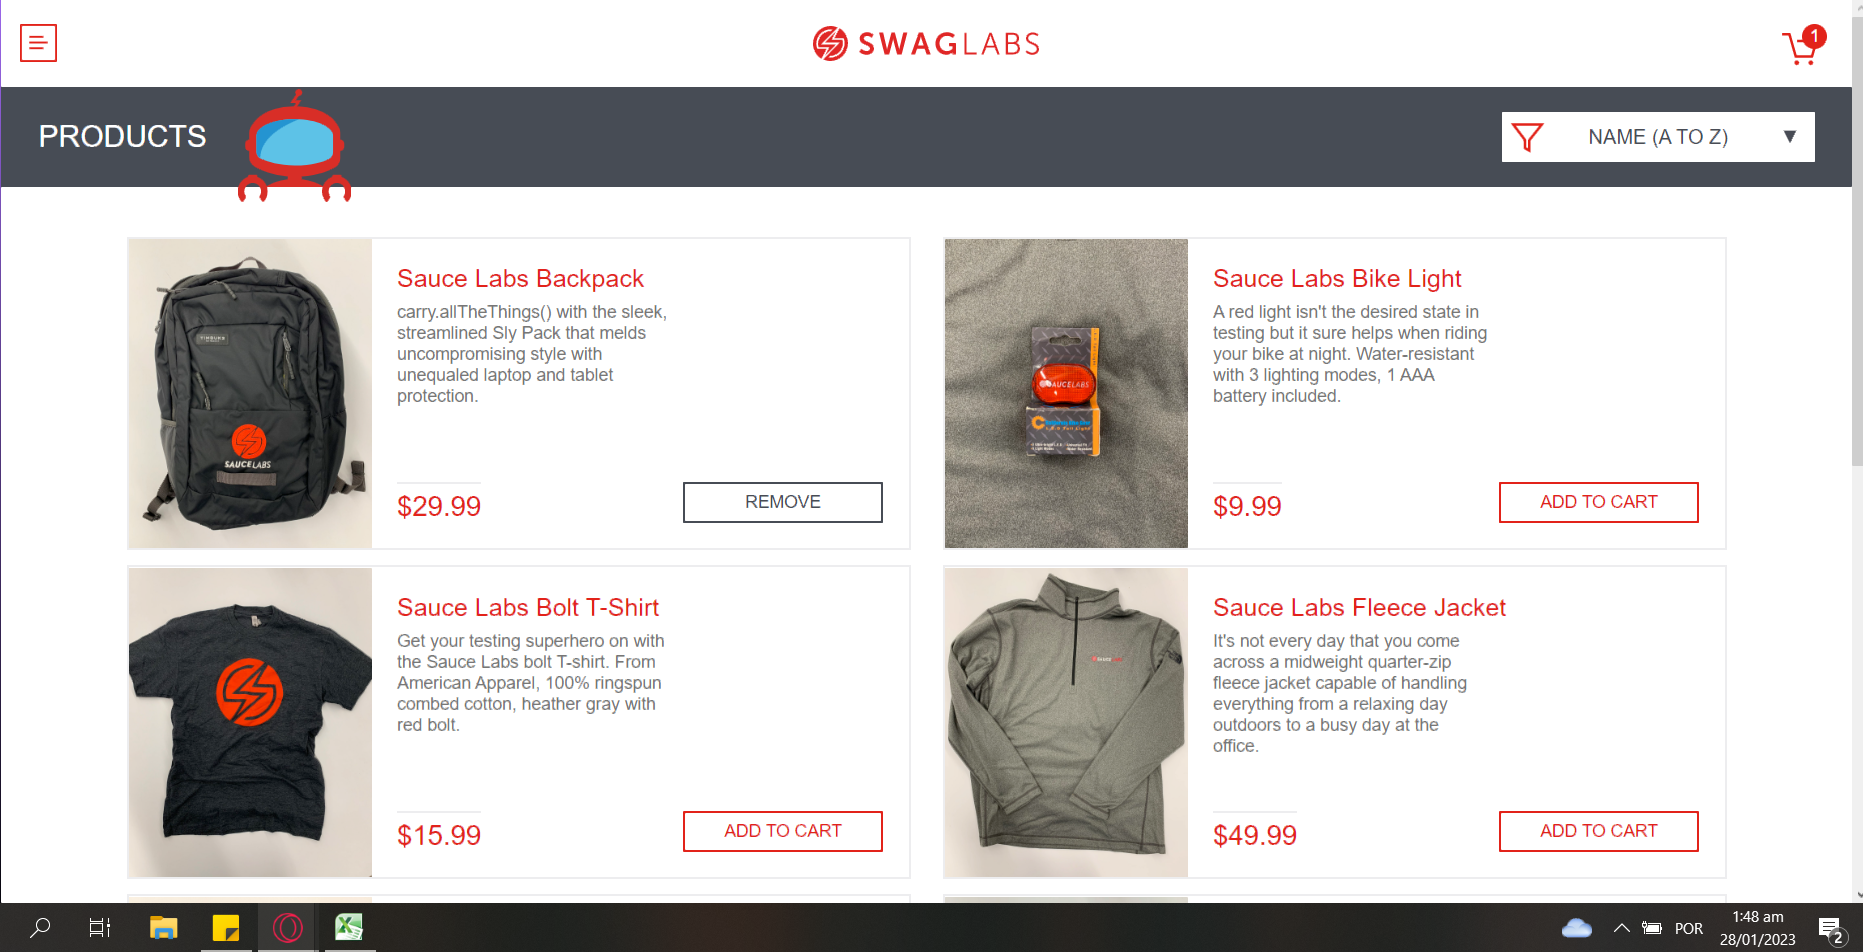 SWAGLABS
1
PRODUCTS
NAME (A TO Z)
Sauce Labs Backpack
carry.allTheThings() with the sleek,
streamlined Sly Pack that melds
uncompromising style with
unequaled laptop and tablet
protection.
$29.99
REMOVE
SAUCELABS
Sauce Labs Bike Light
A red light isn't the desired state in
testing but it sure helps when riding
your bike at night. Water-resistant
with 3 lighting modes, 1 AAA
battery included.
$9.99
ADD TO CART
Sauce Labs Bolt T-Shirt
Get your testing superhero on with
the Sauce Labs bolt T-shirt. From
American Apparel, 100% ringspun
combed cotton, heather gray with
red bolt.
$15.99
ADD TO CART
Sauce Labs Fleece Jacket
It's not every day that you come
across a midweight quarter-zip
fleece jacket capable of handling
everything from a relaxing day
outdoors to a busy day at the
office.
$49.99
ADD TO CART
POR
1:48 am
28/01/2023
2